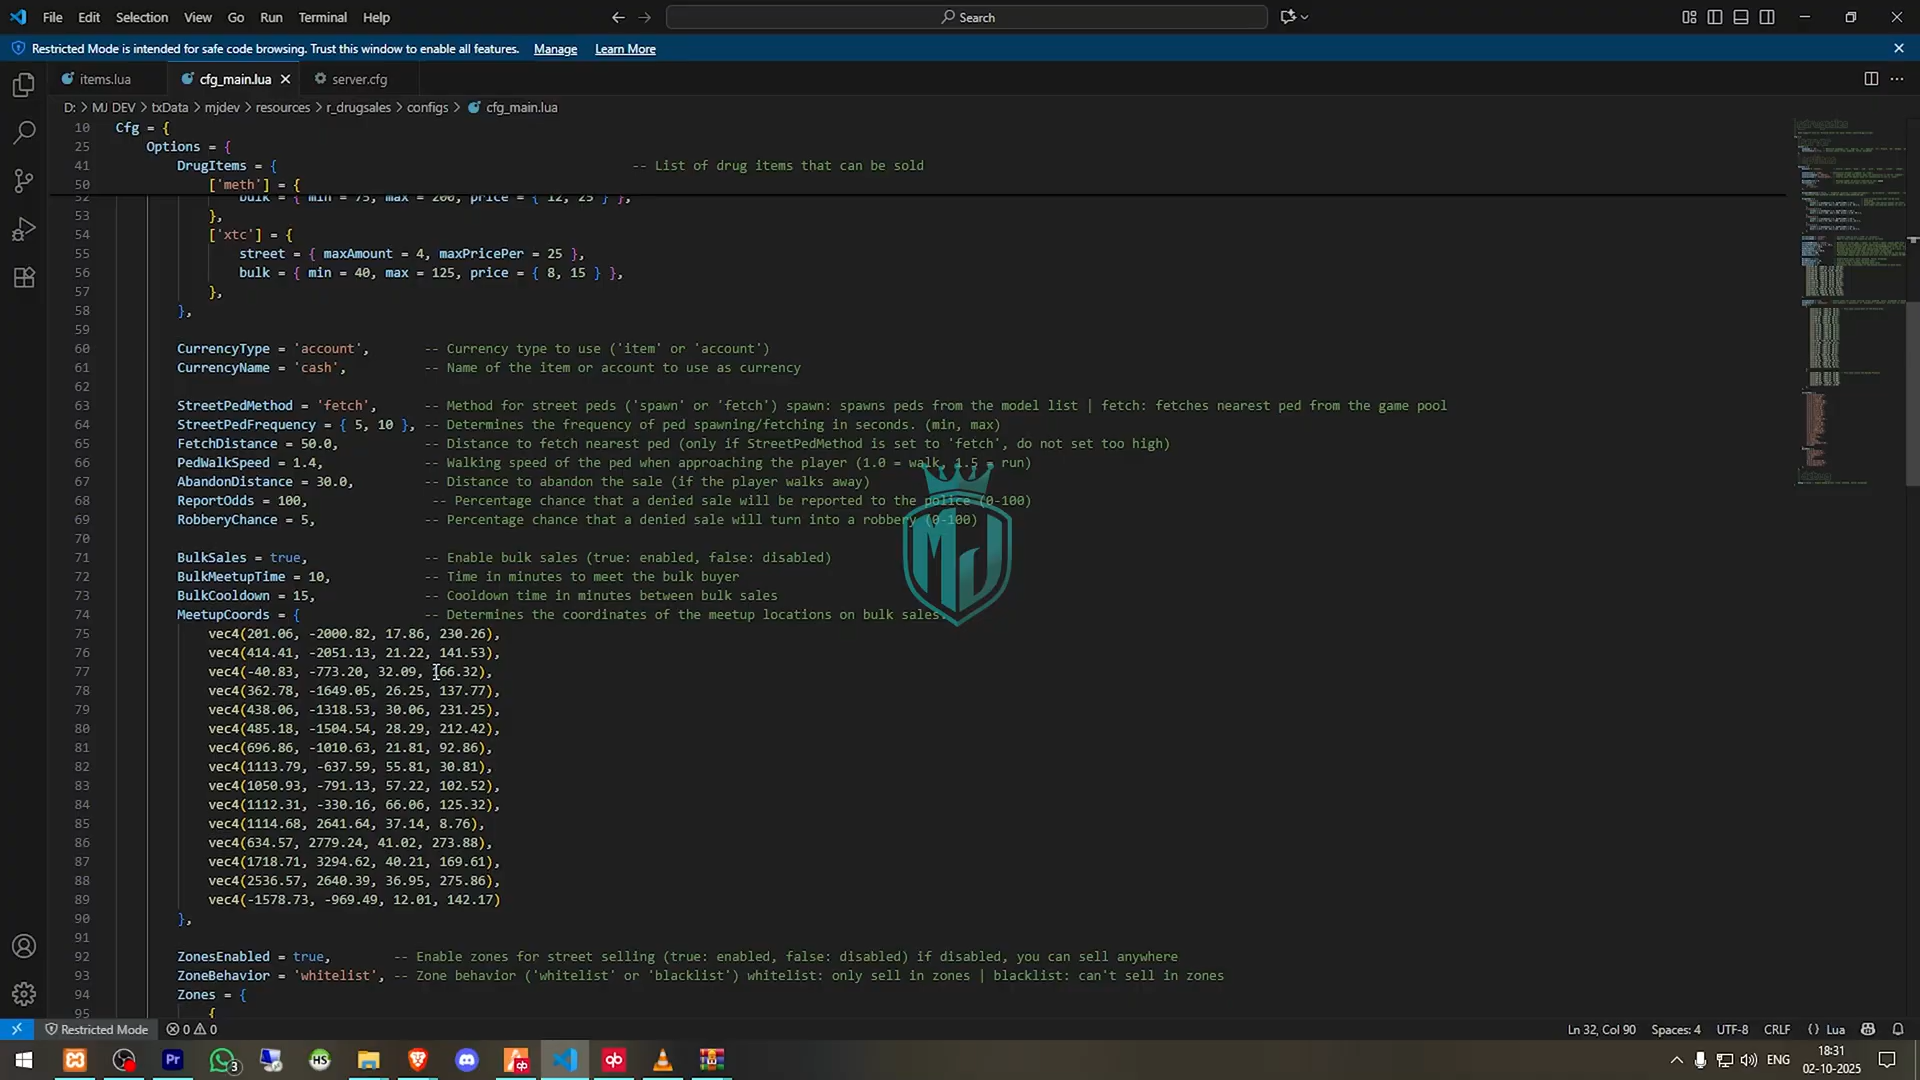 File Edit Selection View Go Run Terminal Help
Search
Restricted Mode is intended for safe code browsing. Trust this window to enable all features. Manage Learn More
items.lua cfg_main.lua server.cfg
D: > MJ DEV > txData > mjdev > resources > r_drugsales > configs > cfg_main.lua
10 Cfg = {
25 Options = {
41 DrugItems = { -- List of drug items that can be sold
50 ['meth'] = {
52 bulk = { min = 75, max = 200, price = { 12, 25 } },
53 },
54 ['xtc'] = {
55 street = { maxAmount = 4, maxPricePer = 25 },
56 bulk = { min = 40, max = 125, price = { 8, 15 } },
57 },
58 },
59
60 CurrencyType = 'account', -- Currency type to use ('item' or 'account')
61 CurrencyName = 'cash', -- Name of the item or account to use as currency
62
63 StreetPedMethod = 'fetch', -- Method for street peds ('spawn' or 'fetch') spawn: spawns peds from the model list | fetch: fetches nearest ped from the game pool
64 StreetPedFrequency = { 5, 10 }, -- Determines the frequency of ped spawning/fetching in seconds. (min, max)
65 FetchDistance = 50.0, -- Distance to fetch nearest ped (only if StreetPedMethod is set to 'fetch', do not set too high)
66 PedWalkSpeed = 1.4, -- Walking speed of the ped when approaching the player (1.0 = walk, 1.5 = run)
67 AbandonDistance = 30.0, -- Distance to abandon the sale (if the player walks away)
68 ReportOdds = 100, -- Percentage chance that a denied sale will be reported to the police (0-100)
69 RobberyChance = 5, -- Percentage chance that a denied sale will turn into a robbery (0-100)
70
71 BulkSales = true, -- Enable bulk sales (true: enabled, false: disabled)
72 BulkMeetupTime = 10, -- Time in minutes to meet the bulk buyer
73 BulkCooldown = 15, -- Cooldown time in minutes between bulk sales
74 MeetupCoords = { -- Determines the coordinates of the meetup locations on bulk sales.
75 vec4(201.06, -2000.82, 17.86, 230.26),
76 vec4(414.41, -2051.13, 21.22, 141.53),
77 vec4(-40.83, -773.20, 32.09, 66.32),
78 vec4(362.78, -1649.05, 26.25, 137.77),
79 vec4(438.06, -1318.53, 30.06, 231.25),
80 vec4(485.18, -1504.54, 28.29, 212.42),
81 vec4(696.86, -1010.63, 21.81, 92.86),
82 vec4(1113.79, -637.59, 55.81, 30.81),
83 vec4(1050.93, -791.13, 57.22, 102.52),
84 vec4(1112.31, -330.16, 66.06, 125.32),
85 vec4(1114.68, 2641.64, 37.14, 8.76),
86 vec4(634.57, 2779.24, 41.02, 273.88),
87 vec4(1718.71, 3294.62, 40.21, 169.61),
88 vec4(2536.57, 2640.39, 36.95, 275.86),
89 vec4(-1578.73, -969.49, 12.01, 142.17)
90 },
91
92 ZonesEnabled = true, -- Enable zones for street selling (true: enabled, false: disabled) if disabled, you can sell anywhere
93 ZoneBehavior = 'whitelist', -- Zone behavior ('whitelist' or 'blacklist') whitelist: only sell in zones | blacklist: can't sell in zones
94 Zones = {
95 {
MJ
Restricted Mode 0 0 Ln 32, Col 90 Spaces: 4 UTF-8 CRLF {} Lua
Pr 3 HS qb qb ENG 18:31
02-10-2025